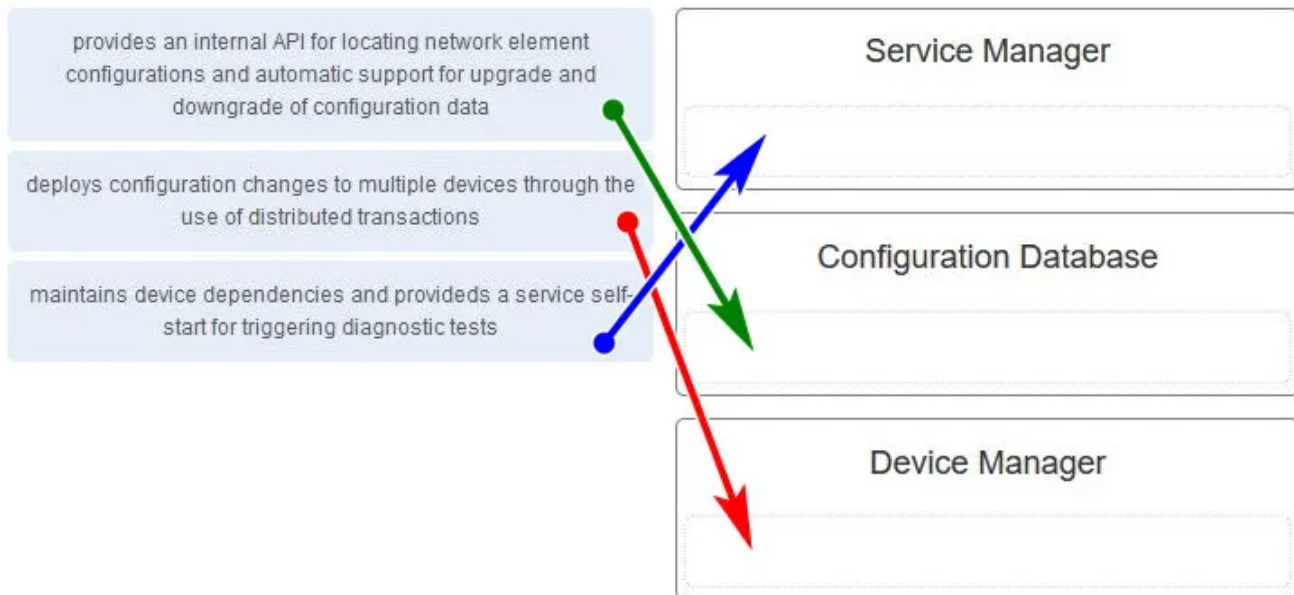 provides an internal API for locating network element
configurations and automatic support for upgrade and
downgrade of configuration data
deploys configuration changes to multiple devices through the
use of distributed transactions
maintains device dependencies and provideds a service self-
start for triggering diagnostic tests
Service Manager
Configuration Database
Device Manager